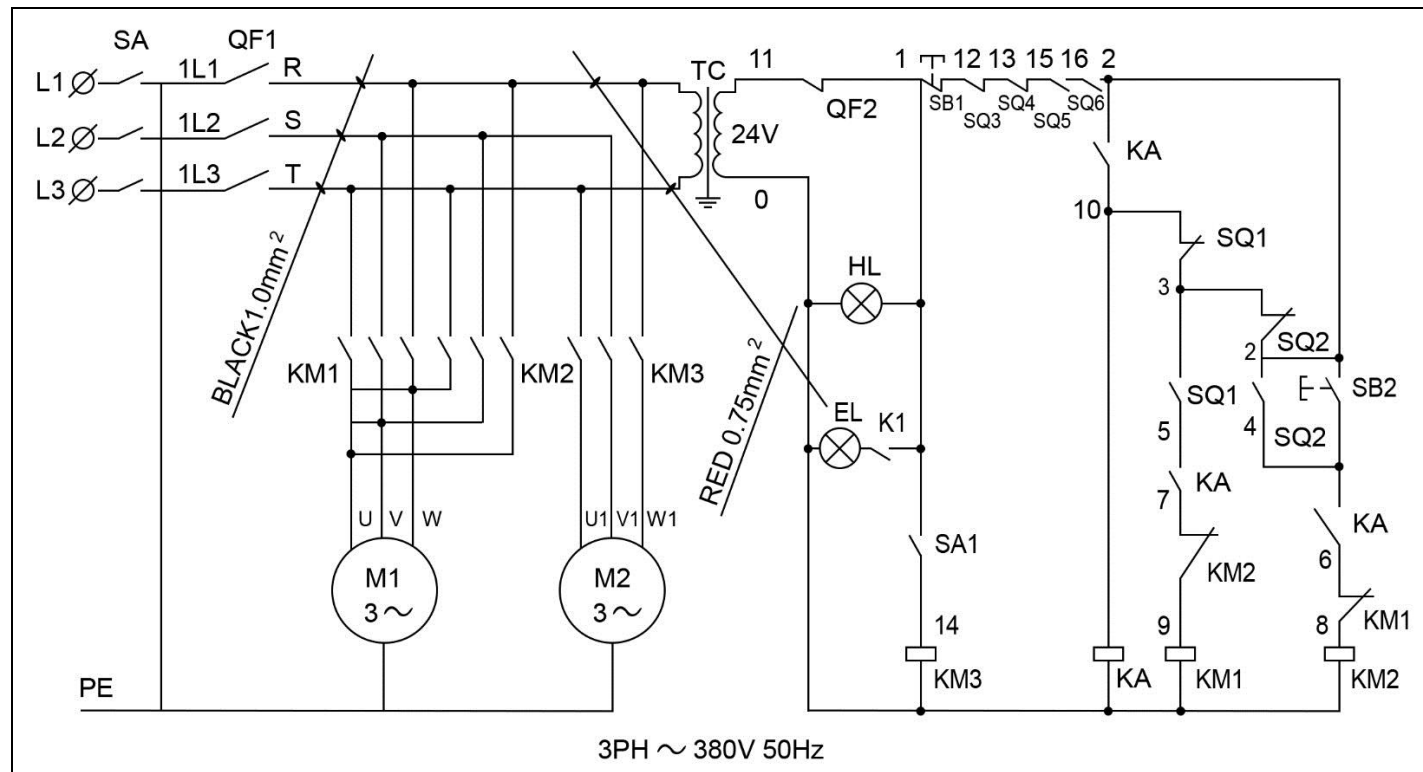 SA QF1
L1 1L1 R
L2 1L2 S
L3 1L3 T
TC 11 1 12 13 15 16 2
QF2 SB1 SQ3 SQ4 SQ5 SQ6
24V
0
KA
10
SQ1
3
BLACK1.0mm²
HL
RED 0.75mm²
2 SQ2
KM1 KM2 KM3
SQ1 SB2
EL K1
5 4 SQ2
KA
7 KA
U V W U1 V1 W1
SA1
6
M1
3～
M2
3～
KM2
14 9 8 KM1
KM3 KA KM1 KM2
PE
3PH ～ 380V 50Hz